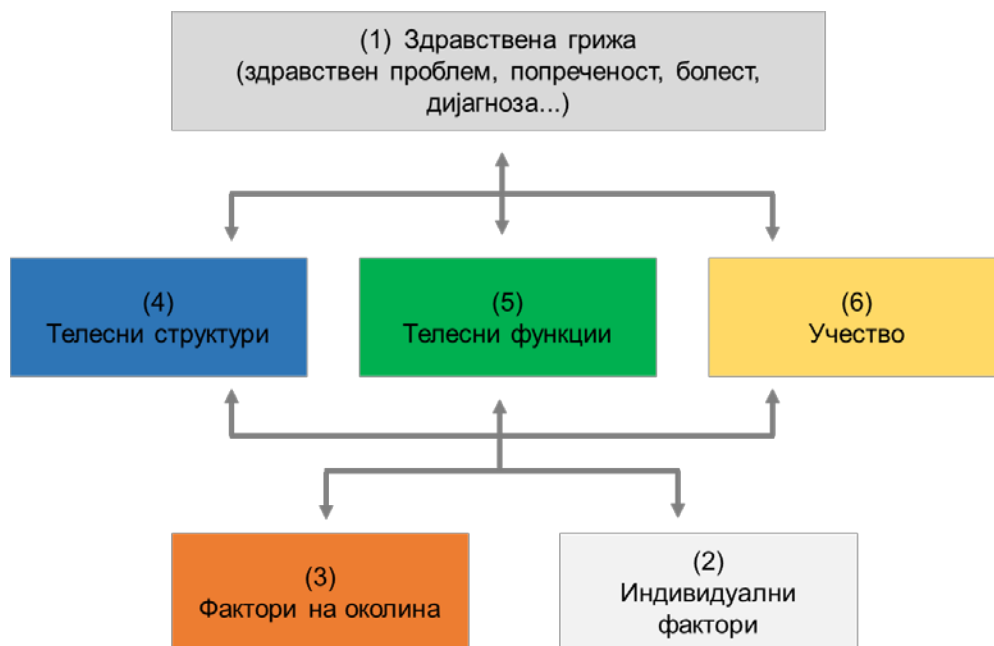 (1) Здравствена грижа
(здравствен проблем, попреченост, болест,
дијагноза...)
(4)
Телесни структури
(5)
Телесни функции
(6)
Учество
(3)
Фактори на околина
(2)
Индивидуални
фактори